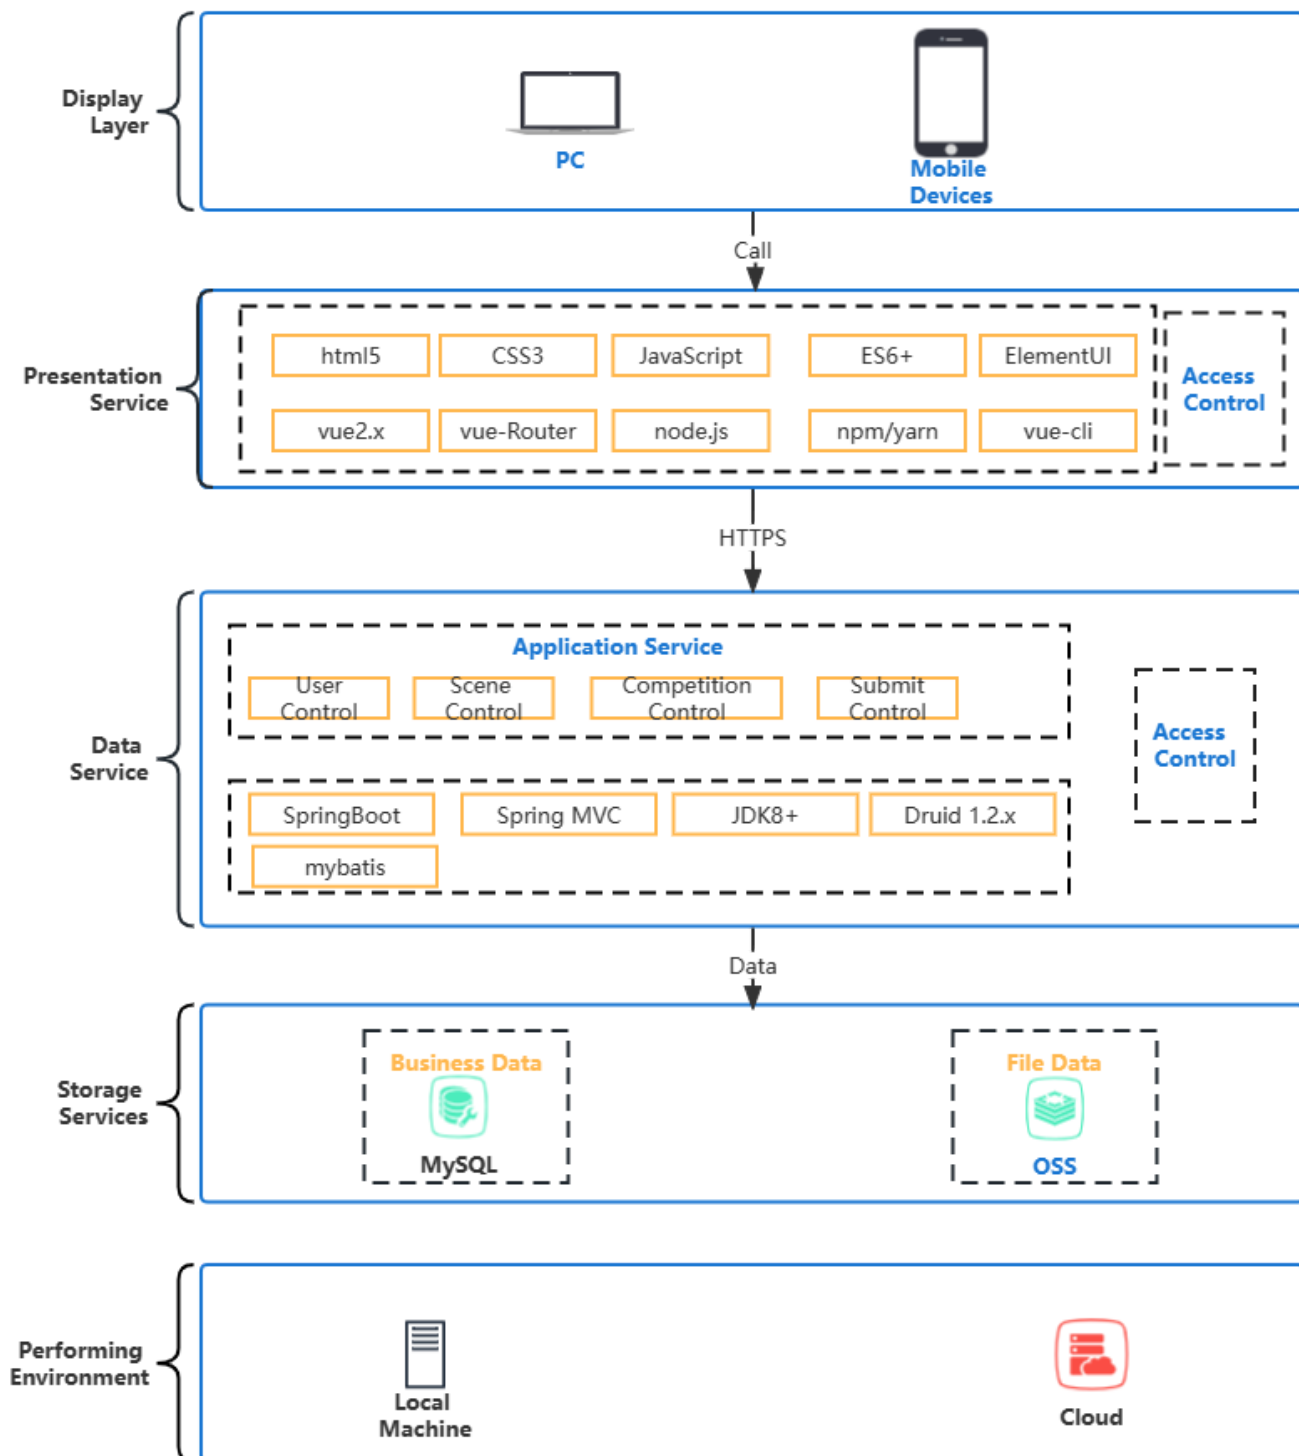 Display
Layer
PC
Mobile
Devices
Call
Presentation
Service
html5
CSS3
JavaScript
ES6+
ElementUI
vue2.x
vue-Router
node.js
npm/yarn
vue-cli
Access
Control
HTTPS
Data
Service
Application Service
User
Control
Scene
Control
Competition
Control
Submit
Control
SpringBoot
Spring MVC
JDK8+
Druid 1.2.x
mybatis
Access
Control
Data
Storage
Services
Business Data
MySQL
File Data
OSS
Performing
Environment
Local
Machine
Cloud